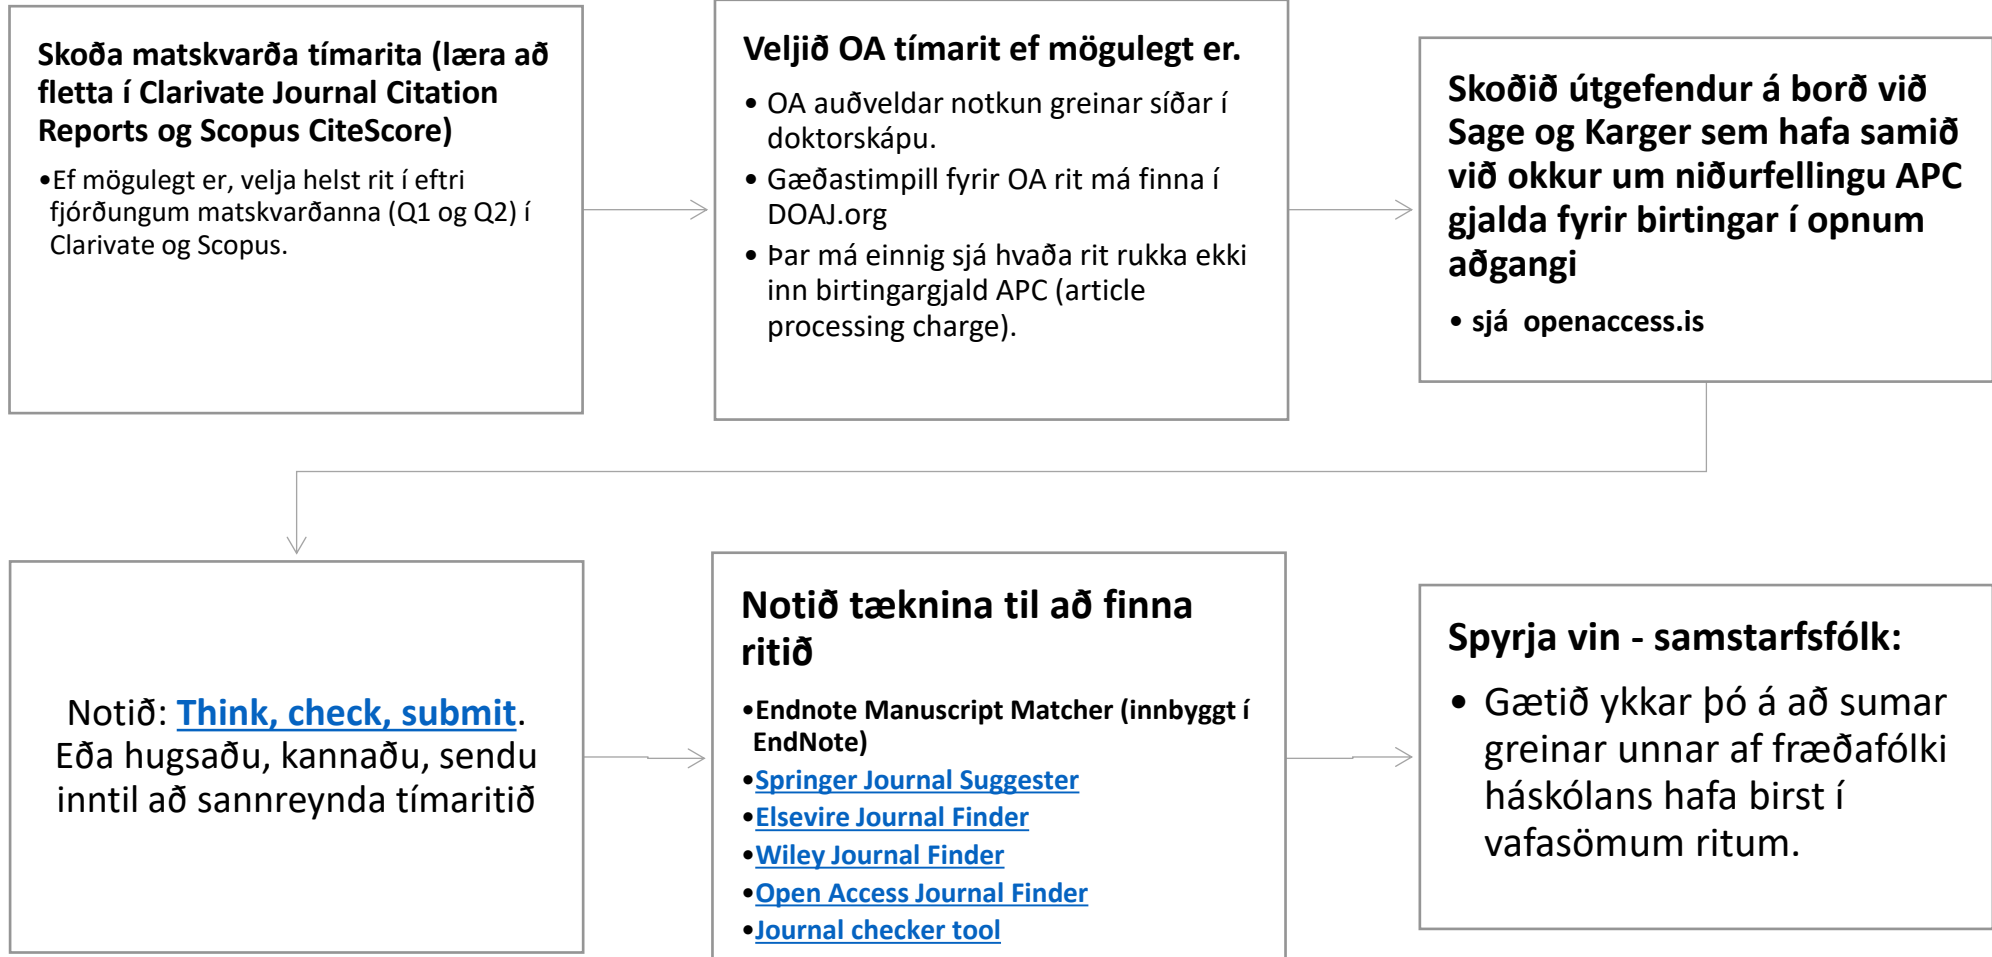 Skoða matskvarða tímarita (læra að
fletta í Clarivate Journal Citation
Reports og Scopus CiteScore)
•Ef mögulegt er, velja helst rit í eftri
fjórðungum matskvarðanna (Q1 og Q2) í
Clarivate og Scopus.
Veljið OA tímarit ef mögulegt er.
• OA auðveldar notkun greinar síðar í
doktorskápu.
• Gæðastimpill fyrir OA rit má finna í
DOAJ.org
• Þar má einnig sjá hvaða rit rukka ekki
inn birtingargjald APC (article
processing charge).
Skoðið útgefendur á borð við
Sage og Karger sem hafa samið
við okkur um niðurfellingu APC
gjalda fyrir birtingar í opnum
aðgangi
• sjá  openaccess.is
Notið: Think, check, submit.
Eða hugsaðu, kannaðu, sendu
inntil að sannreynda tímaritið
Notið tæknina til að finna
ritið
•Endnote Manuscript Matcher (innbyggt í
EndNote)
•Springer Journal Suggester
•Elsevire Journal Finder
•Wiley Journal Finder
•Open Access Journal Finder
•Journal checker tool
Spyrja vin - samstarfsfólk:
• Gætið ykkar þó á að sumar
greinar unnar af fræðafólki
háskólans hafa birst í
vafasömum ritum.